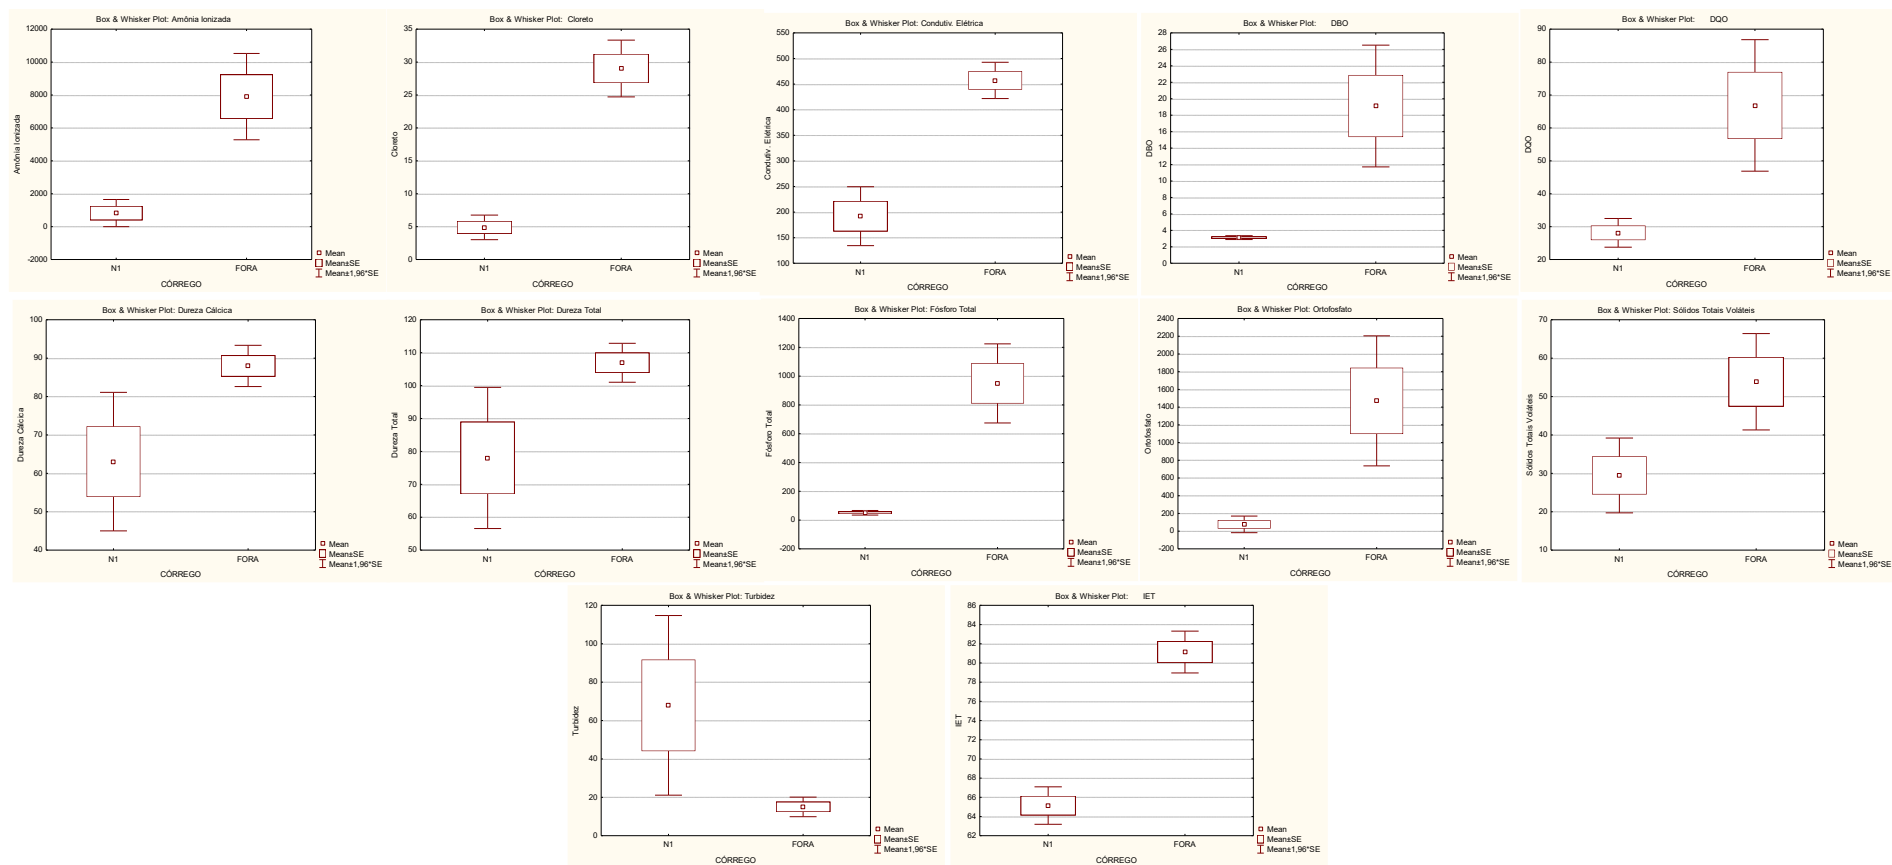 Box & Whisker Plot: Amônia Ionizada
12000
10000
8000
6000
4000
2000
0
-2000
Amônia Ionizada
N1
FORA
CÓRREGO
Mean
Mean±SE
Mean±1,96*SE
Box & Whisker Plot: Cloreto
35
30
25
20
15
10
5
0
Cloreto
N1
FORA
CÓRREGO
Mean
Mean±SE
Mean±1,96*SE
Box & Whisker Plot: Condutiv. Elétrica
550
500
450
400
350
300
250
200
150
100
Condutiv. Elétrica
N1
FORA
CÓRREGO
Mean
Mean±SE
Mean±1,96*SE
Box & Whisker Plot: DBO
28
26
24
22
20
18
16
14
12
10
8
6
4
2
0
DBO
N1
FORA
CÓRREGO
Mean
Mean±SE
Mean±1,96*SE
Box & Whisker Plot: DQO
90
80
70
60
50
40
30
20
DQO
N1
FORA
CÓRREGO
Mean
Mean±SE
Mean±1,96*SE
Box & Whisker Plot: Dureza Cálcica
100
90
80
70
60
50
40
Dureza Cálcica
N1
FORA
CÓRREGO
Mean
Mean±SE
Mean±1,96*SE
Box & Whisker Plot: Dureza Total
120
110
100
90
80
70
60
50
Dureza Total
N1
FORA
CÓRREGO
Mean
Mean±SE
Mean±1,96*SE
Box & Whisker Plot: Fósforo Total
1400
1200
1000
800
600
400
200
0
-200
Fósforo Total
N1
FORA
CÓRREGO
Mean
Mean±SE
Mean±1,96*SE
Box & Whisker Plot: Ortofosfato
2400
2200
2000
1800
1600
1400
1200
1000
800
600
400
200
0
-200
Ortofosfato
N1
FORA
CÓRREGO
Mean
Mean±SE
Mean±1,96*SE
Box & Whisker Plot: Sólidos Totais Voláteis
70
60
50
40
30
20
10
Sólidos Totais Voláteis
N1
FORA
CÓRREGO
Mean
Mean±SE
Mean±1,96*SE
Box & Whisker Plot: Turbidez
120
100
80
60
40
20
0
Turbidez
N1
FORA
CÓRREGO
Mean
Mean±SE
Mean±1,96*SE
Box & Whisker Plot: IET
86
84
82
80
78
76
74
72
70
68
66
64
62
IET
N1
FORA
CÓRREGO
Mean
Mean±SE
Mean±1,96*SE